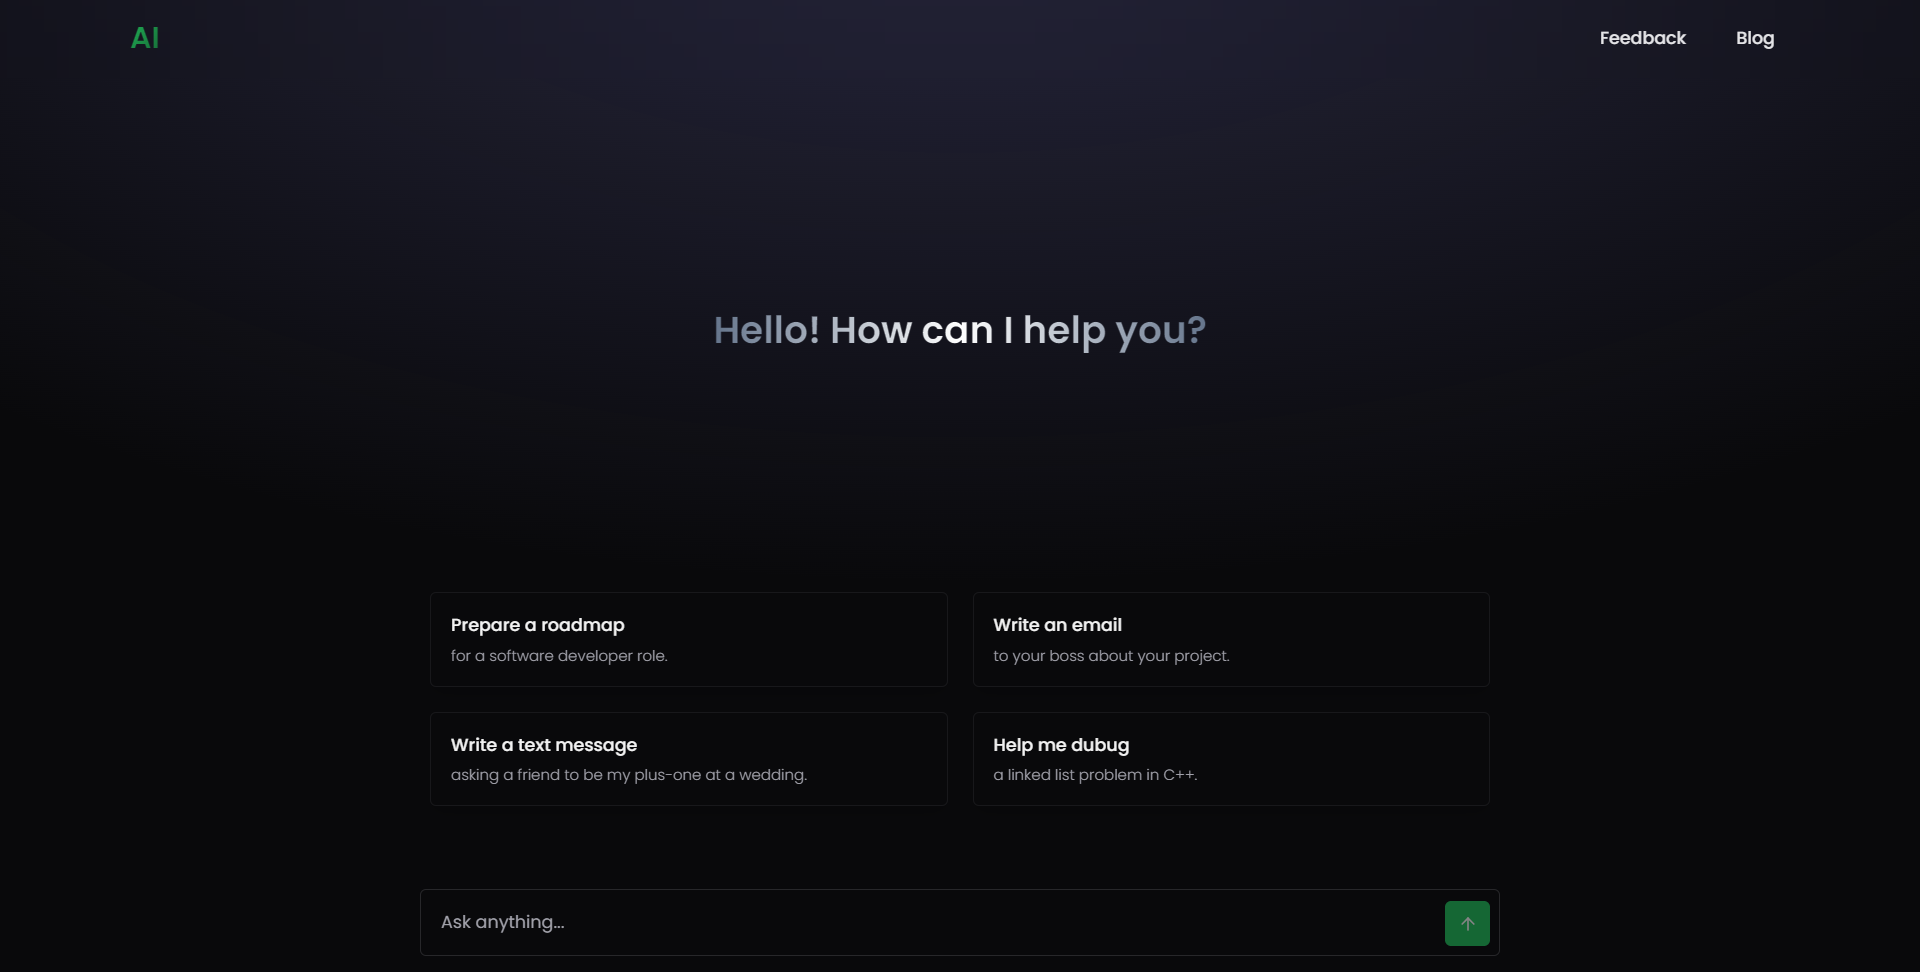 AI
Feedback
Blog
Hello! How can I help you?
Prepare a roadmap
for a software developer role.
Write an email
to your boss about your project.
Write a text message
asking a friend to be my plus-one at a wedding.
Help me dubug
a linked list problem in C++.
Ask anything...